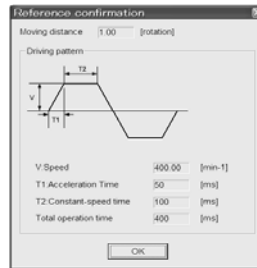 Reference confirmation
Moving distance 1.00 [rotation]
Driving pattern
T2
V
T1
V:Speed 400.00 [min-1]
T1:Acceleration Time 50 [ms]
T2:Constant-speed time 100 [ms]
Total operation time 400 [ms]
OK